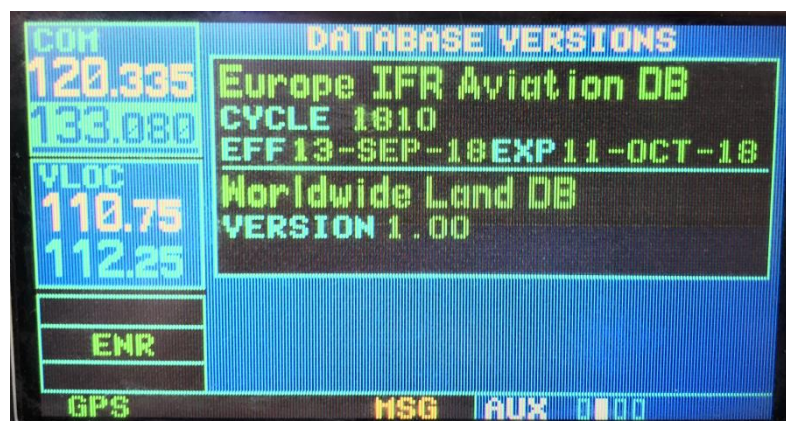 COM
120.335
133.080
VLOC
110.75
112.25
ENR
GPS
DATABASE VERSIONS
Europe IFR Aviation DB
CYCLE 1810
EFF 13-SEP-18 EXP 11-OCT-18
Worldwide Land DB
VERSION 1.00
MSG
AUX